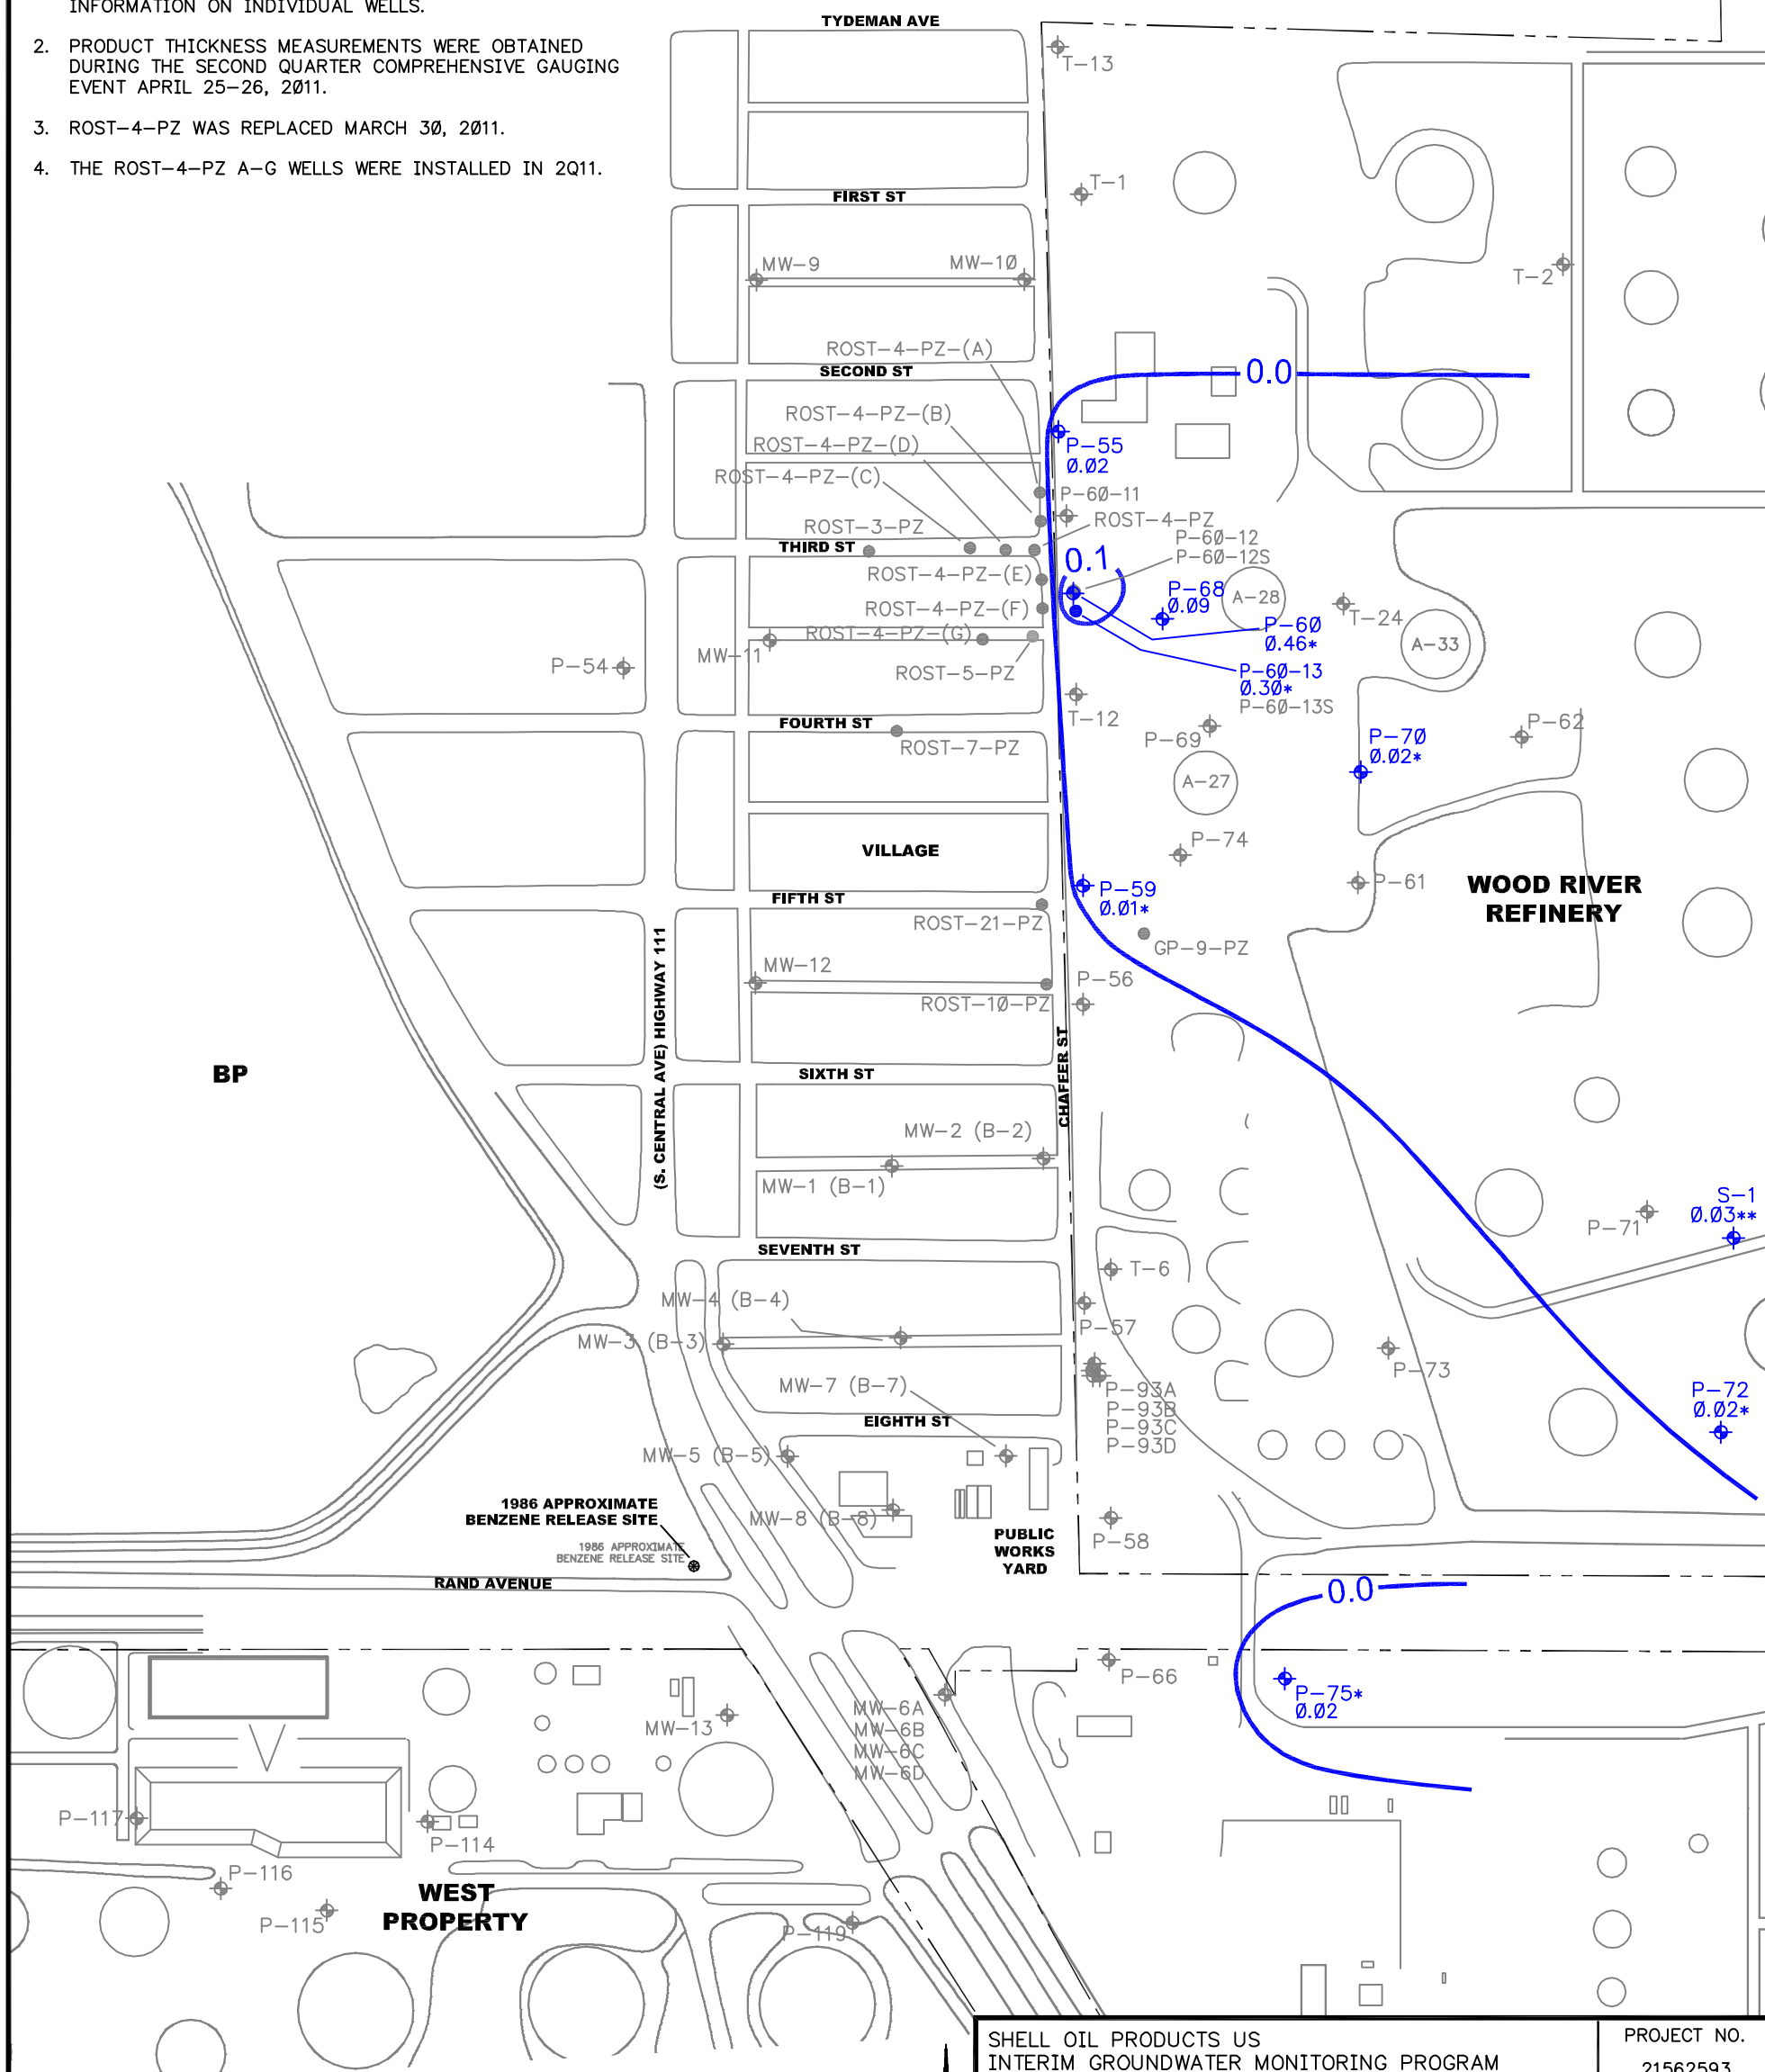 INFORMATION ON INDIVIDUAL WELLS.
2. PRODUCT THICKNESS MEASUREMENTS WERE OBTAINED
DURING THE SECOND QUARTER COMPREHENSIVE GAUGING
EVENT APRIL 25-26, 2011.
3. ROST-4-PZ WAS REPLACED MARCH 30, 2011.
4. THE ROST-4-PZ A-G WELLS WERE INSTALLED IN 2Q11.
TYDEMAN AVE
T-13
T-1
FIRST ST
MW-9
MW-10
T-2
ROST-4-PZ-(A)
SECOND ST
0.0
ROST-4-PZ-(B)
P-55
0.02
ROST-4-PZ-(D)
ROST-4-PZ-(C)
P-60-11
ROST-3-PZ
ROST-4-PZ
P-60-12
P-60-12S
THIRD ST
0.1
ROST-4-PZ-(E)
P-68
0.09
A-28
ROST-4-PZ-(F)
T-24
P-60
0.46*
ROST-4-PZ-(G)
A-33
MW-11
P-54
ROST-5-PZ
P-60-13
0.30*
P-60-13S
T-12
FOURTH ST
ROST-7-PZ
P-69
P-62
P-70
0.02*
A-27
VILLAGE
P-74
P-61
WOOD RIVER
REFINERY
P-59
0.01*
FIFTH ST
ROST-21-PZ
GP-9-PZ
MW-12
P-56
ROST-10-PZ
(S. CENTRAL AVE) HIGHWAY 111
CHAFEER ST
BP
SIXTH ST
MW-2 (B-2)
MW-1 (B-1)
S-1
0.03**
P-71
SEVENTH ST
T-6
MW-4 (B-4)
P-57
MW-3 (B-3)
P-73
MW-7 (B-7)
P-93A
P-93B
P-93C
P-93D
P-72
0.02*
EIGHTH ST
MW-5 (B-5)
1986 APPROXIMATE
BENZENE RELEASE SITE
MW-8 (B-8)
PUBLIC
WORKS
YARD
P-58
1986 APPROXIMATE
BENZENE RELEASE SITE
RAND AVENUE
0.0
P-66
P-75*
0.02
MW-13
MW-6A
MW-6B
MW-6C
MW-6D
P-117
P-114
P-116
WEST
PROPERTY
P-115
P-119
SHELL OIL PRODUCTS US
INTERIM GROUNDWATER MONITORING PROGRAM
PROJECT NO.
21562593